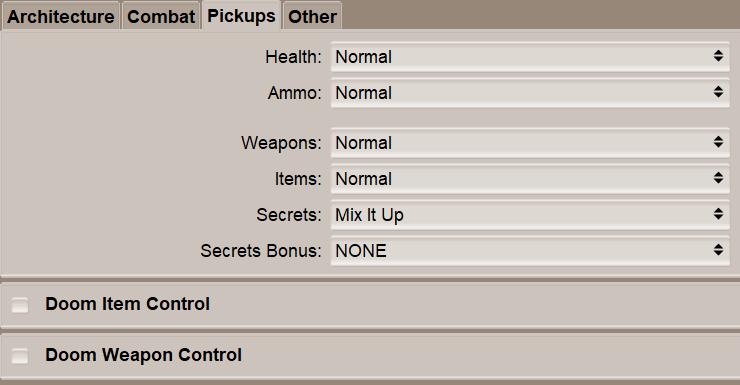 Architecture Combat Pickups Other
Health: Normal
Ammo: Normal
Weapons: Normal
Items: Normal
Secrets: Mix It Up
Secrets Bonus: NONE
Doom Item Control
Doom Weapon Control